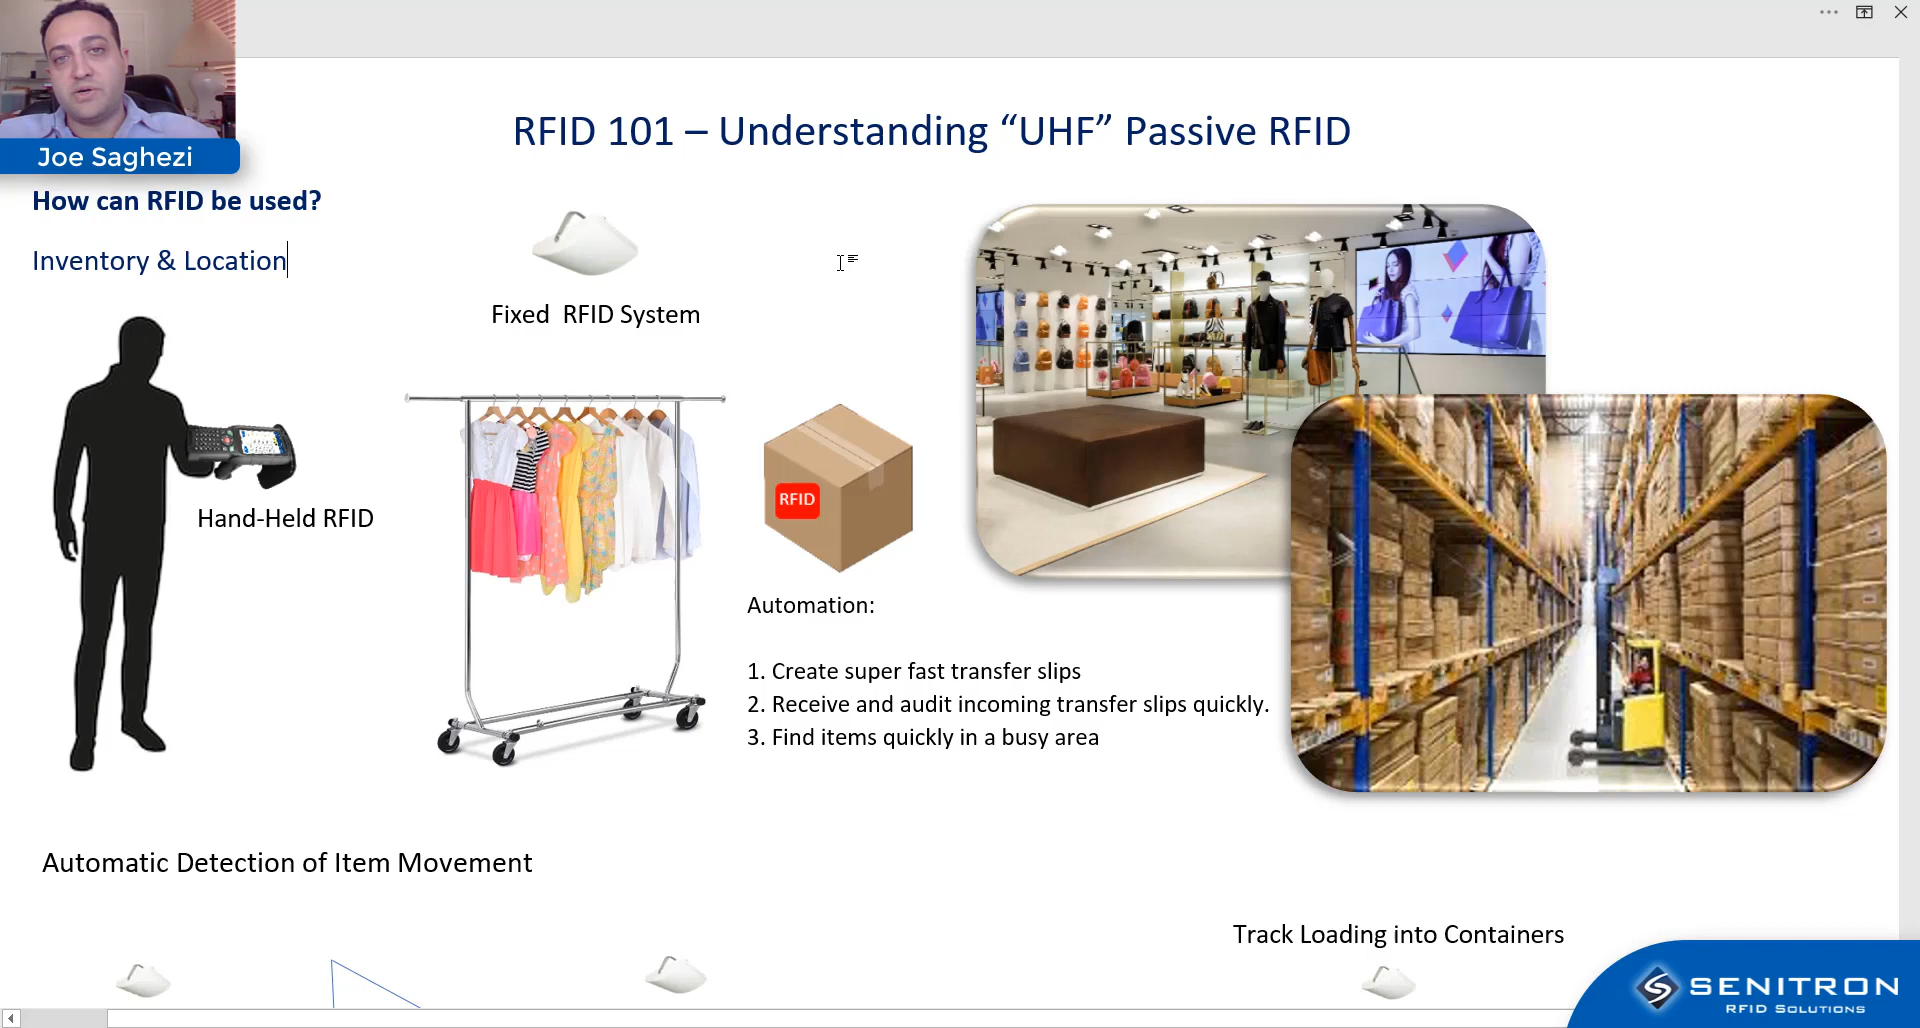 Joe Saghezi
RFID 101 – Understanding “UHF” Passive RFID
How can RFID be used?
Inventory & Location
Fixed  RFID System
Hand-Held RFID
RFID
Automation:
1. Create super fast transfer slips
2. Receive and audit incoming transfer slips quickly.
3. Find items quickly in a busy area
Automatic Detection of Item Movement
Track Loading into Containers
SENITRON
RFID SOLUTIONS